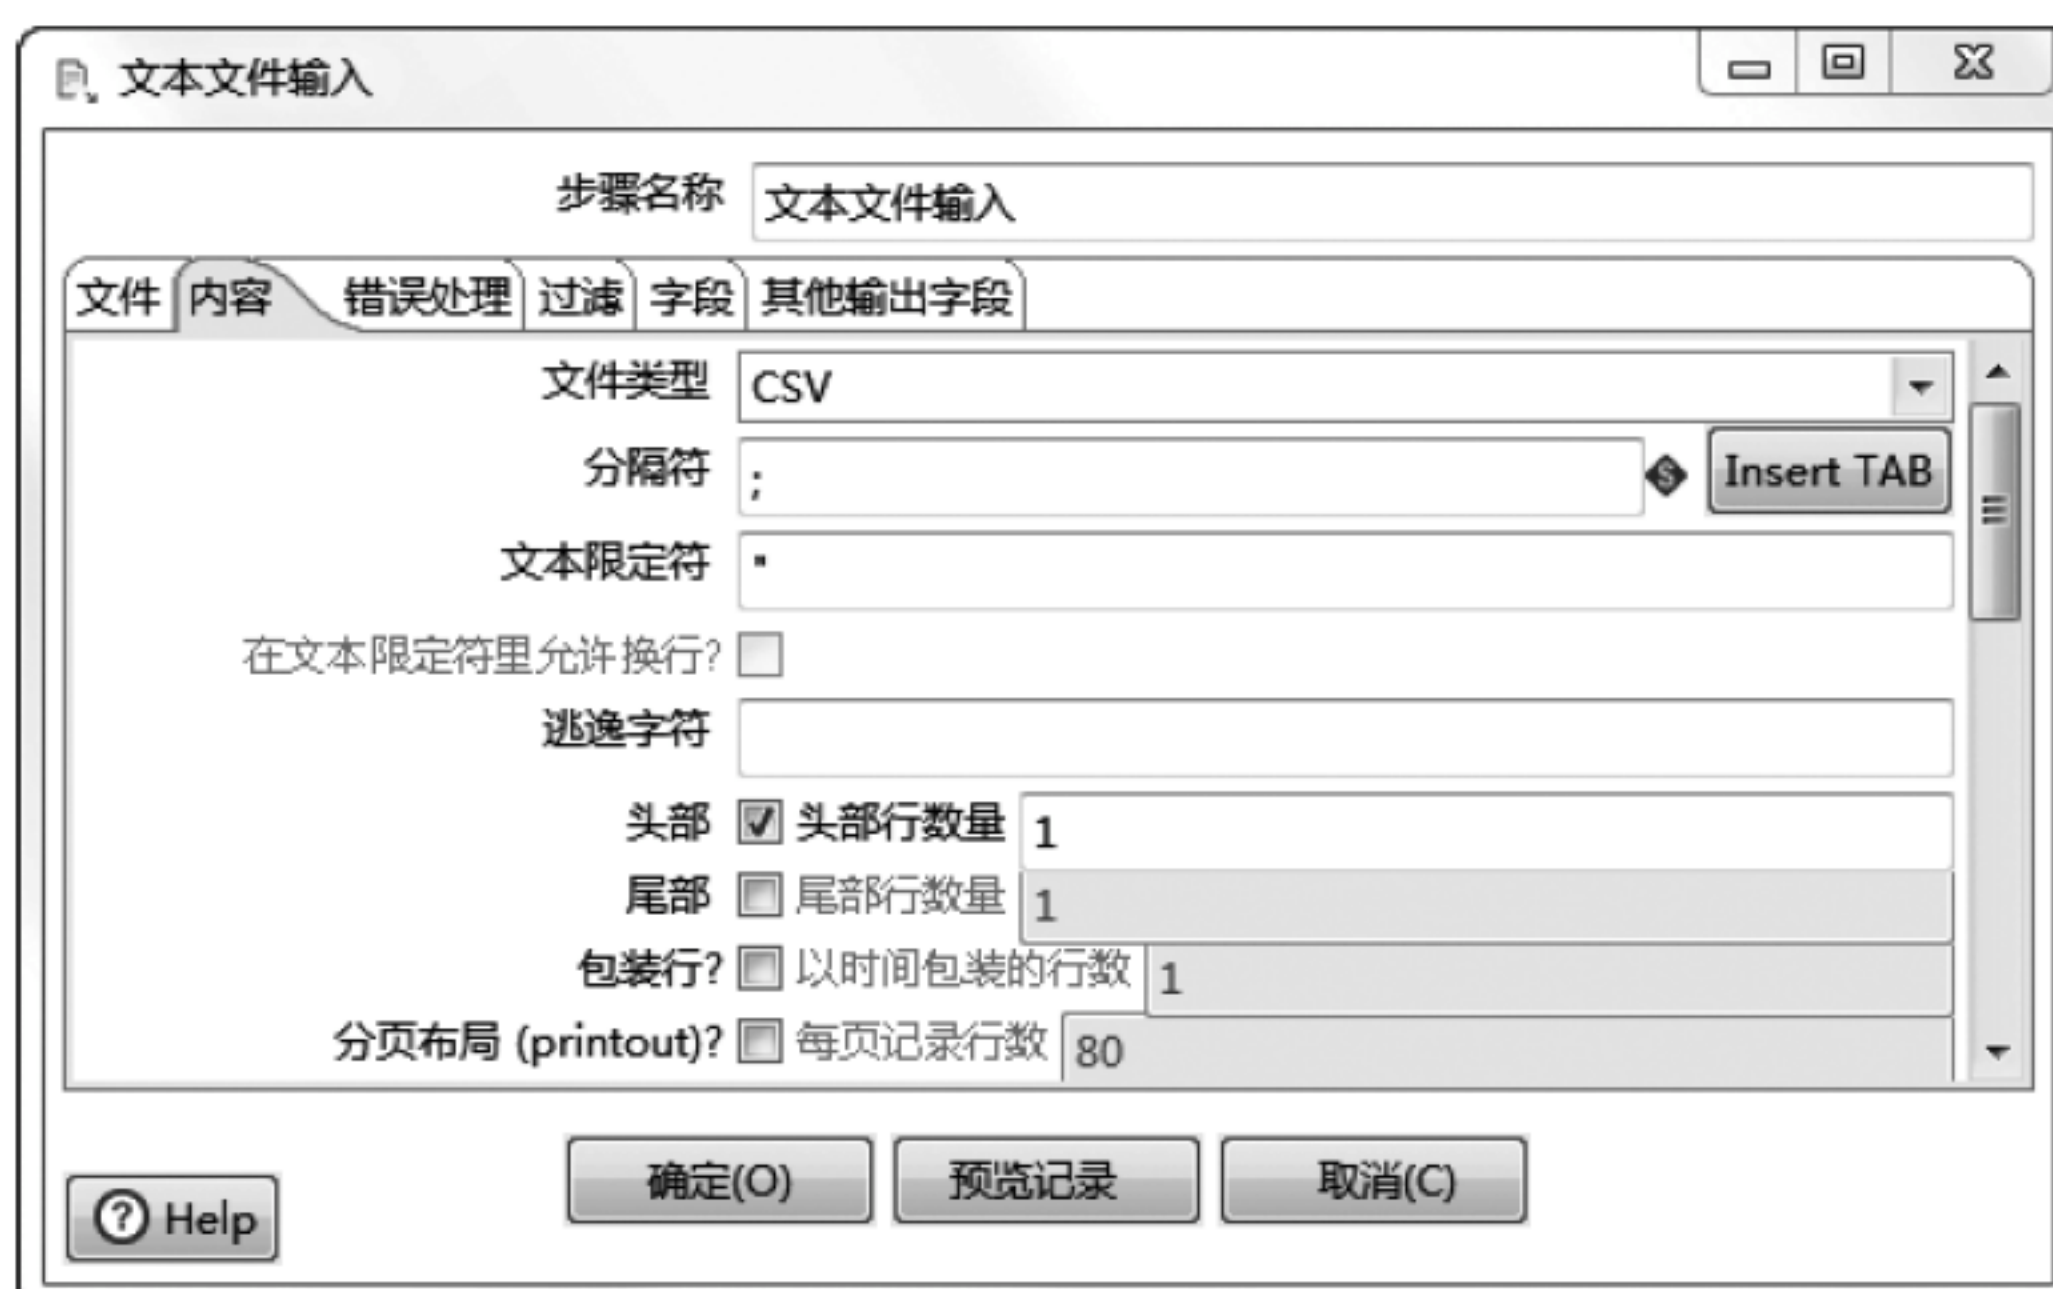 文本文件输入
步骤名称 文本文件输入
文件 内容 错误处理 过滤 字段 其他输出字段
文件类型 CSV
分隔符 ; Insert TAB
文本限定符 "
在文本限定符里允许换行?
逃逸字符
头部 头部行数量 1
尾部 尾部行数量 1
包装行? 以时间包装的行数 1
分页布局 (printout)? 每页记录行数 80
确定(O) 预览记录 取消(C)
Help